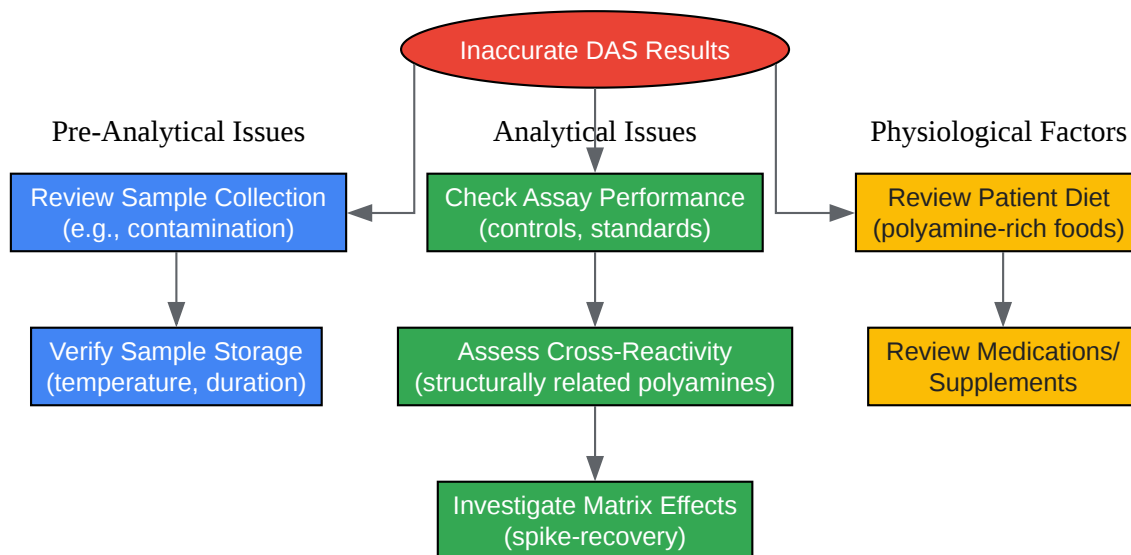 Inaccurate DAS Results
Pre-Analytical Issues
Analytical Issues
Physiological Factors
Review Sample Collection
(e.g., contamination)
Check Assay Performance
(controls, standards)
Review Patient Diet
(polyamine-rich foods)
Verify Sample Storage
(temperature, duration)
Assess Cross-Reactivity
(structurally related polyamines)
Review Medications/
Supplements
Investigate Matrix Effects
(spike-recovery)